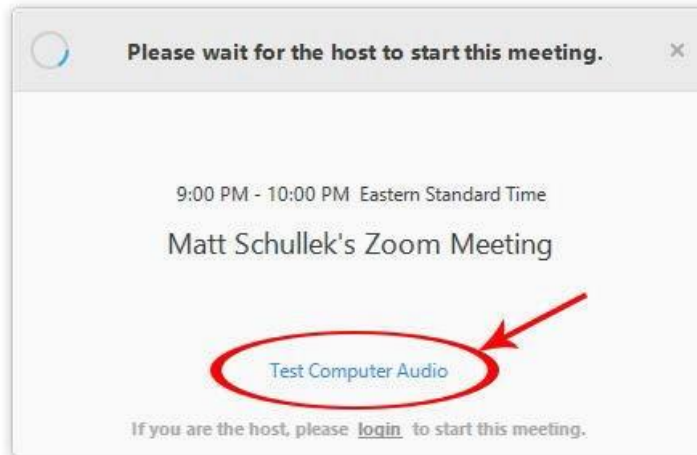 Please wait for the host to start this meeting.
9:00 PM - 10:00 PM Eastern Standard Time
Matt Schullek's Zoom Meeting
Test Computer Audio
If you are the host, please login to start this meeting.